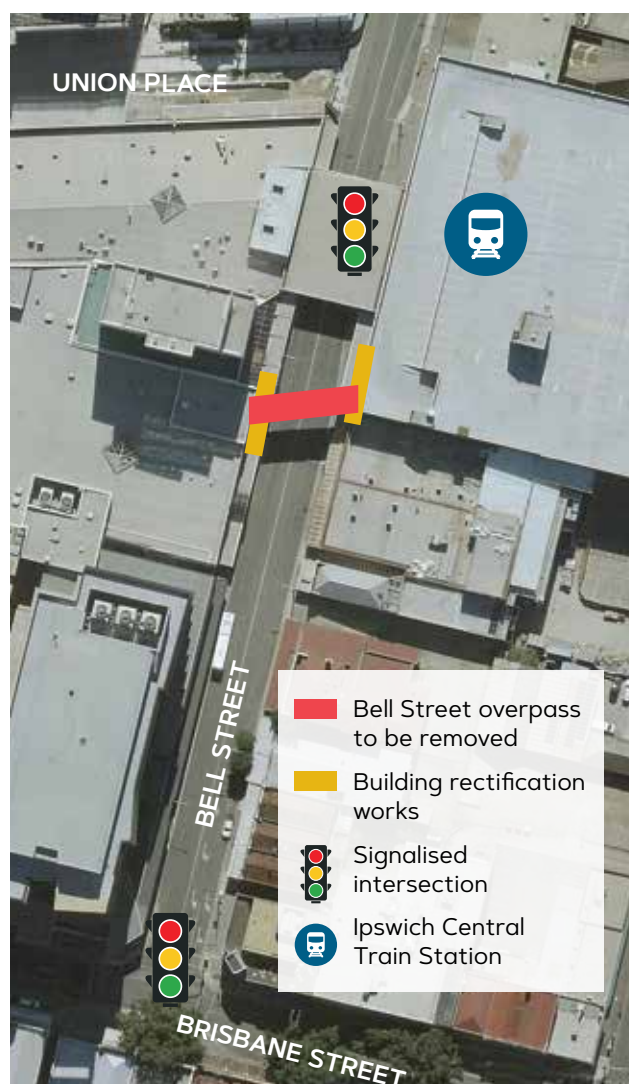 UNION PLACE
BELL STREET
Bell Street overpass
to be removed
Building rectification
works
Signalised
intersection
Ipswich Central
Train Station
BRISBANE STREET